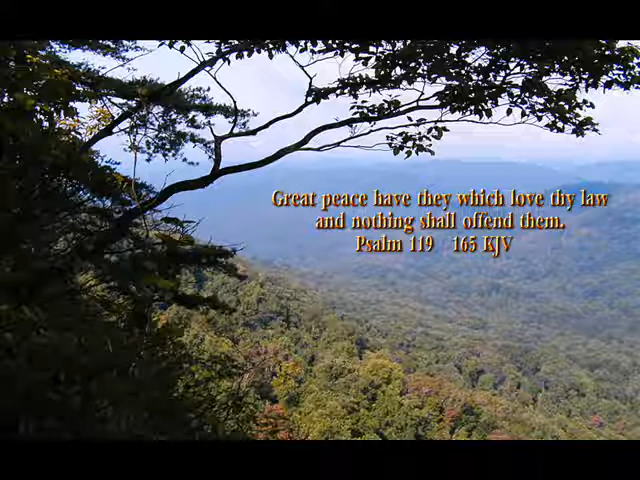 Great peace have they which love thy law
and nothing shall offend them.
Psalm 119 165 KJV